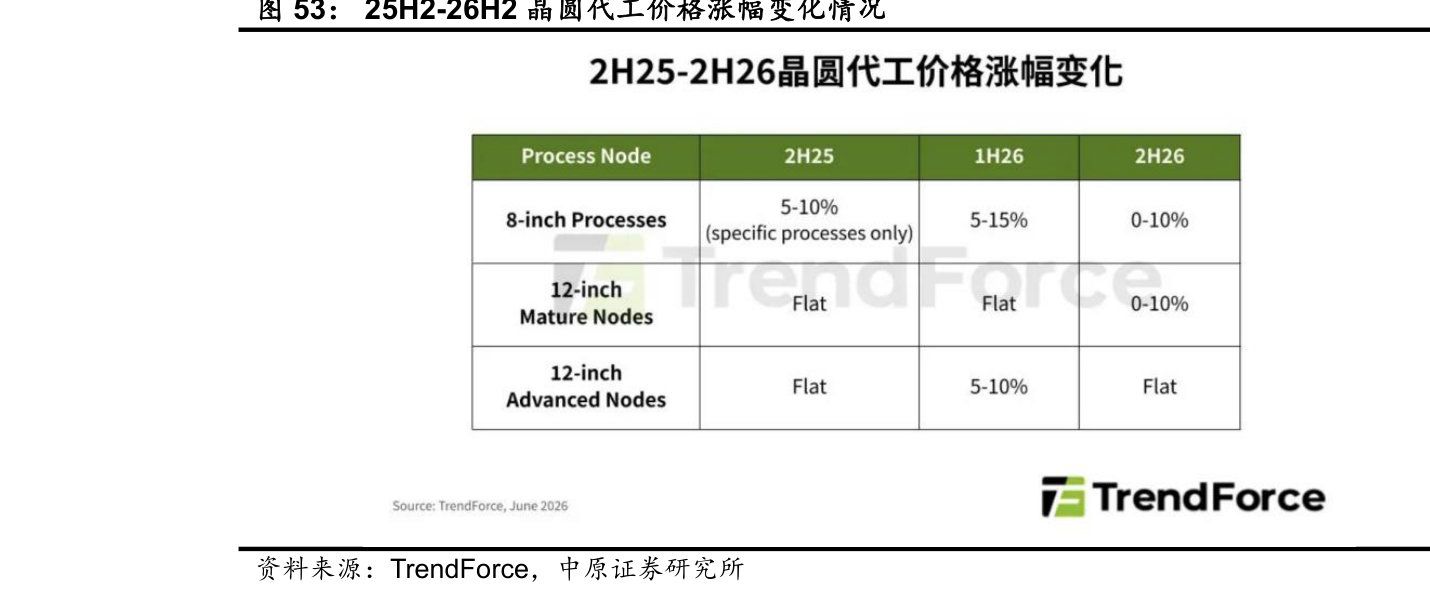 图 53： 25H2-26H2 晶圆代工价格涨幅变化情况
2H25-2H26晶圆代工价格涨幅变化
Process Node 2H25 1H26 2H26
8-inch Processes 5-10% (specific processes only) 5-15% 0-10%
12-inch Mature Nodes Flat Flat 0-10%
12-inch Advanced Nodes Flat 5-10% Flat
TrendForce
Source: TrendForce, June 2026
TrendForce
资料来源：TrendForce，中原证券研究所